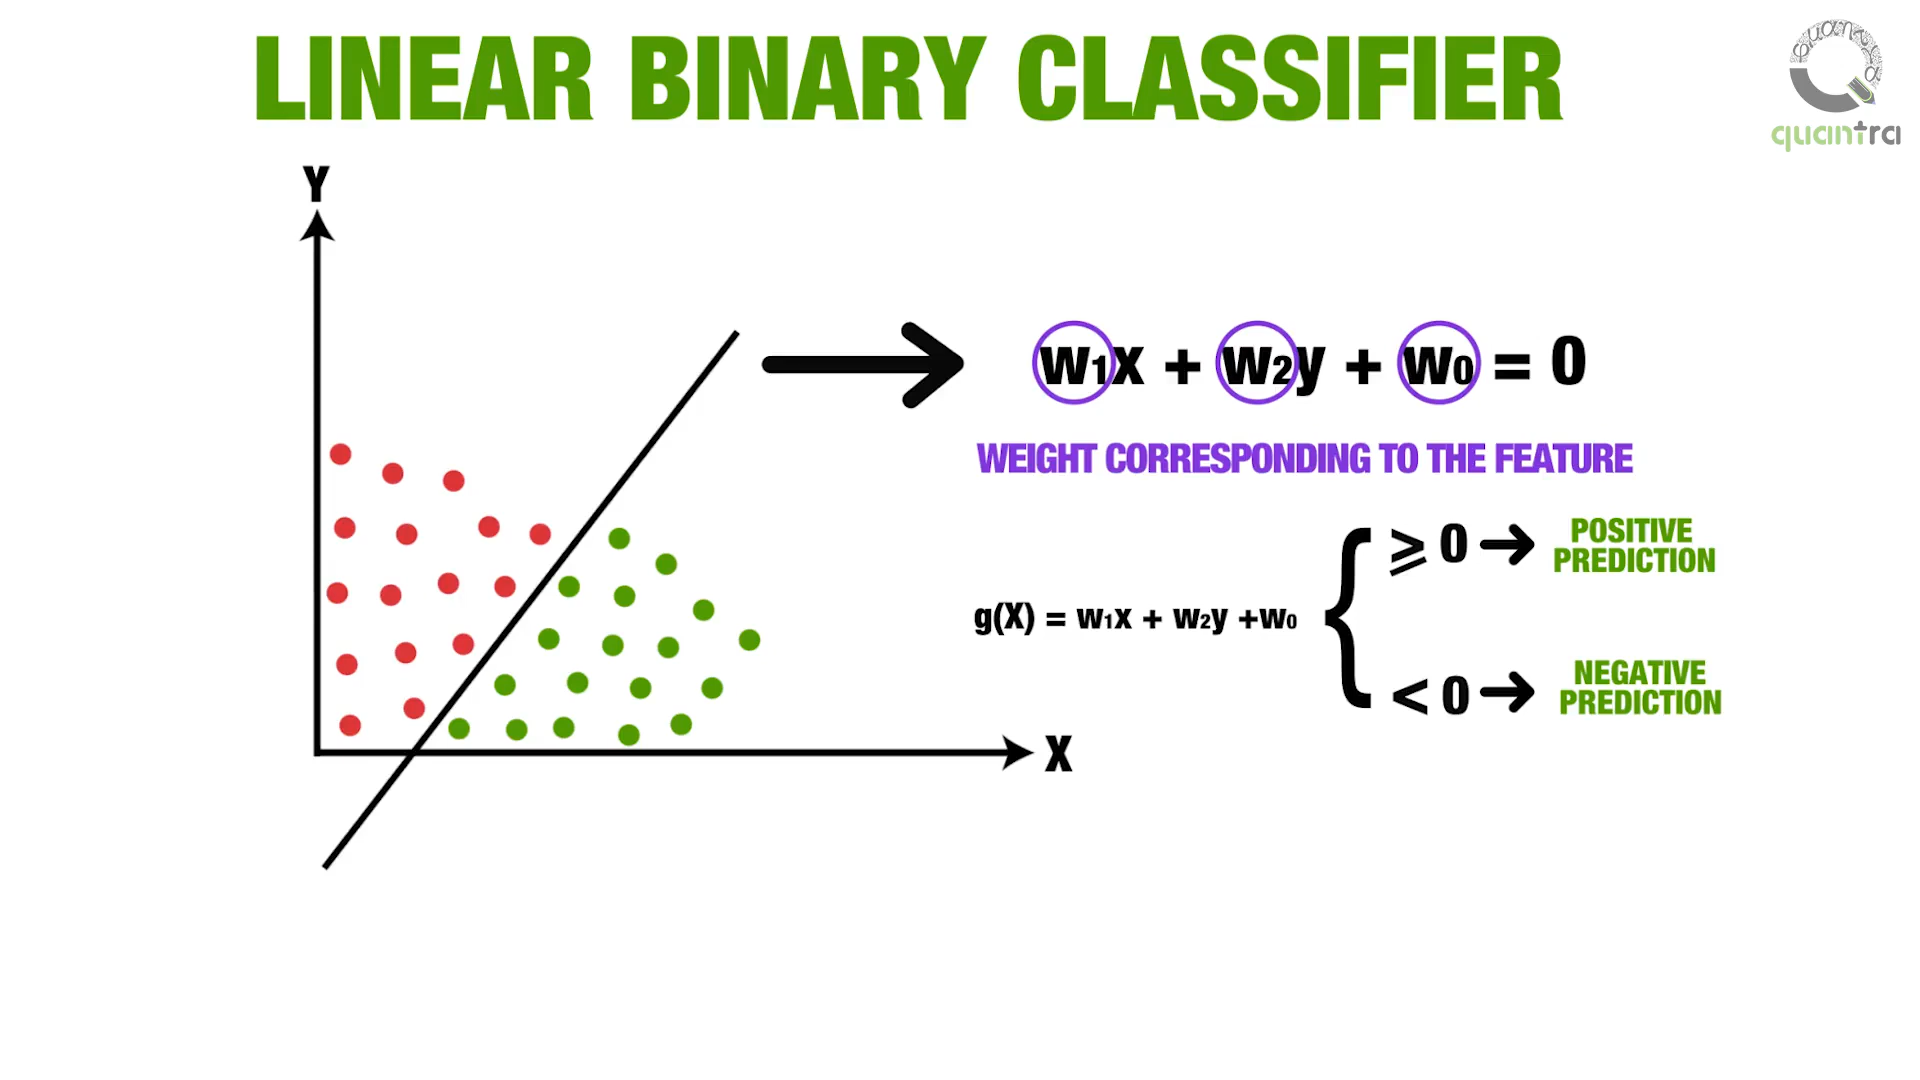 LINEAR BINARY CLASSIFIER
quantra
Y
w1x + w2y + w0 = 0
WEIGHT CORRESPONDING TO THE FEATURE
≥ 0 → POSITIVE
PREDICTION
g(X) = w1x + w2y +w0
< 0 → NEGATIVE
PREDICTION
X